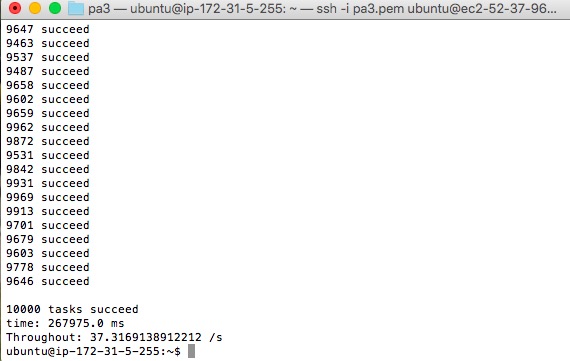 pa3 — ubuntu@ip-172-31-5-255: ~ — ssh -i pa3.pem ubuntu@ec2-52-37-96...
9647 succeed
9463 succeed
9537 succeed
9487 succeed
9658 succeed
9602 succeed
9659 succeed
9962 succeed
9872 succeed
9531 succeed
9842 succeed
9931 succeed
9969 succeed
9913 succeed
9701 succeed
9679 succeed
9603 succeed
9778 succeed
9646 succeed
10000 tasks succeed
time: 267975.0 ms
Throughout: 37.3169138912212 /s
ubuntu@ip-172-31-5-255:~$